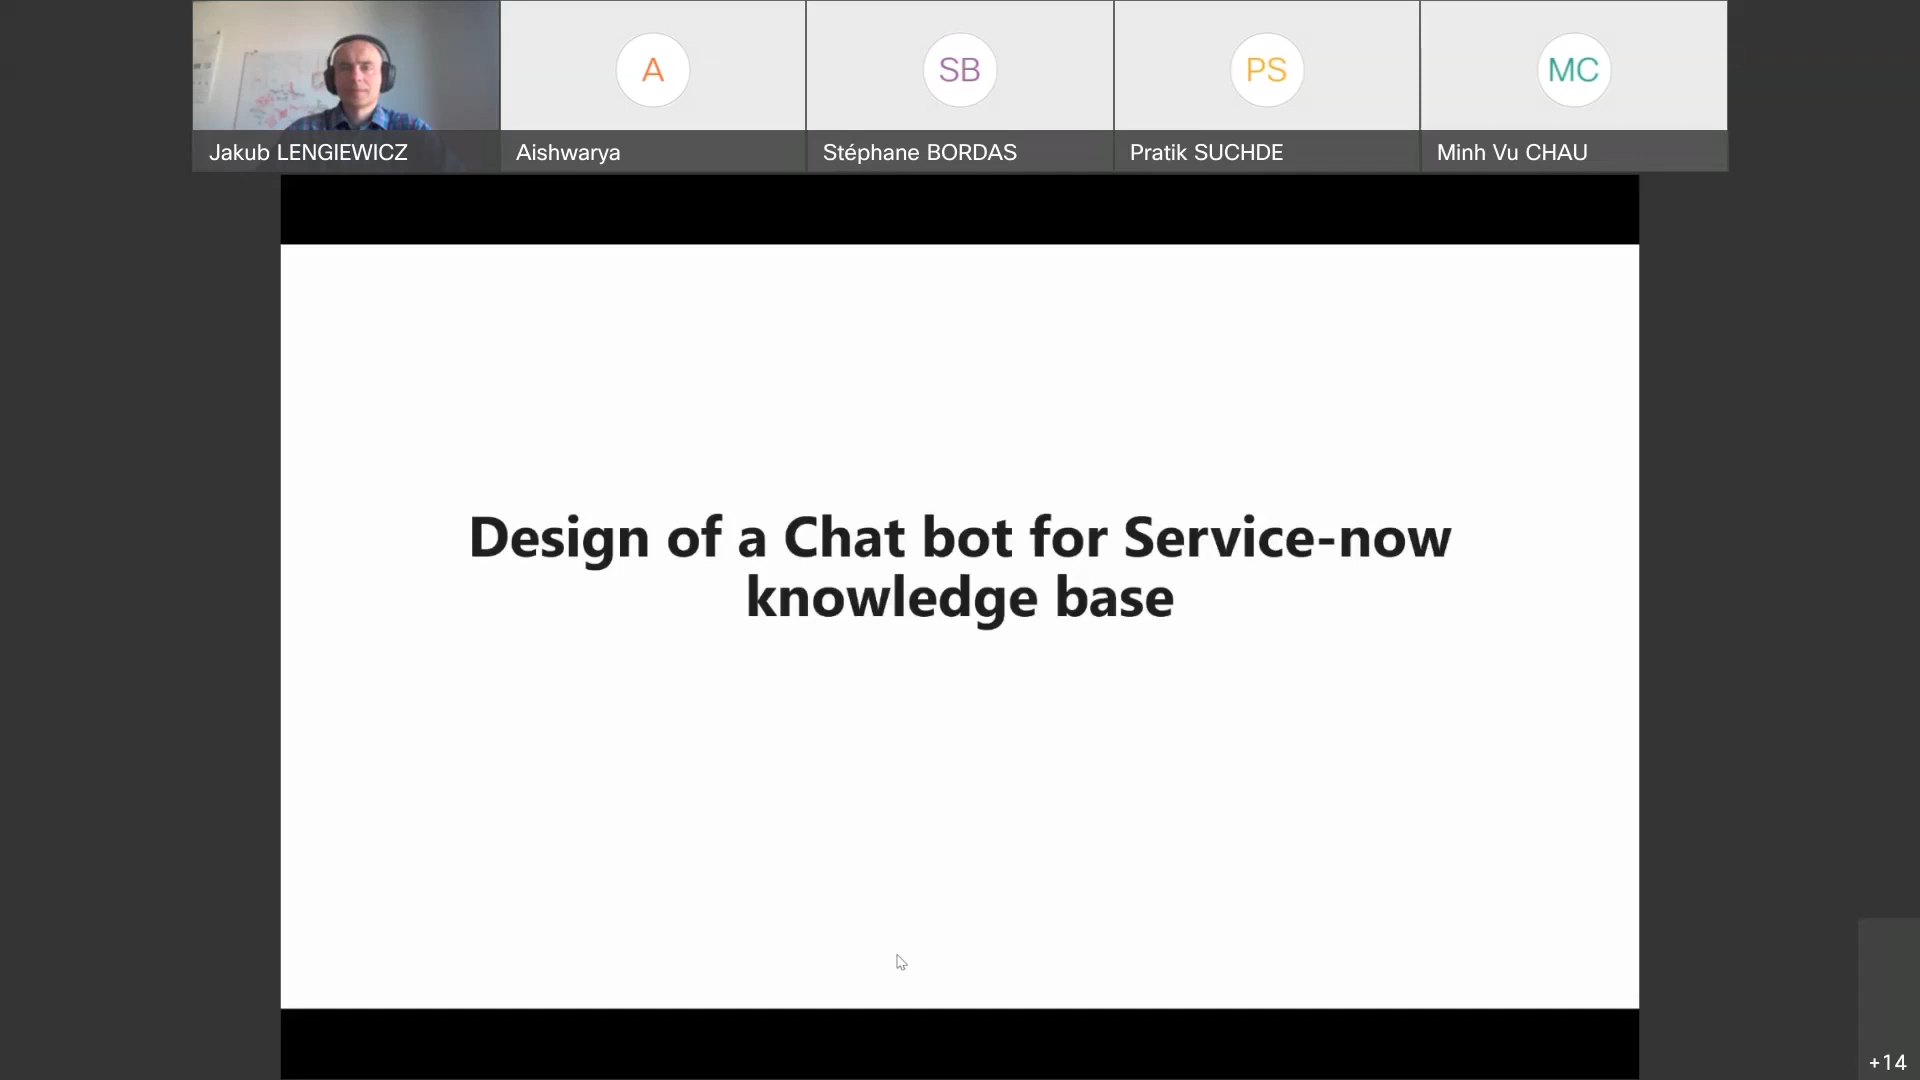 A
SB
PS
MC
Jakub LENGIEWICZ
Aishwarya
Stéphane BORDAS
Pratik SUCHDE
Minh Vu CHAU
Design of a Chat bot for Service-now
knowledge base
+14